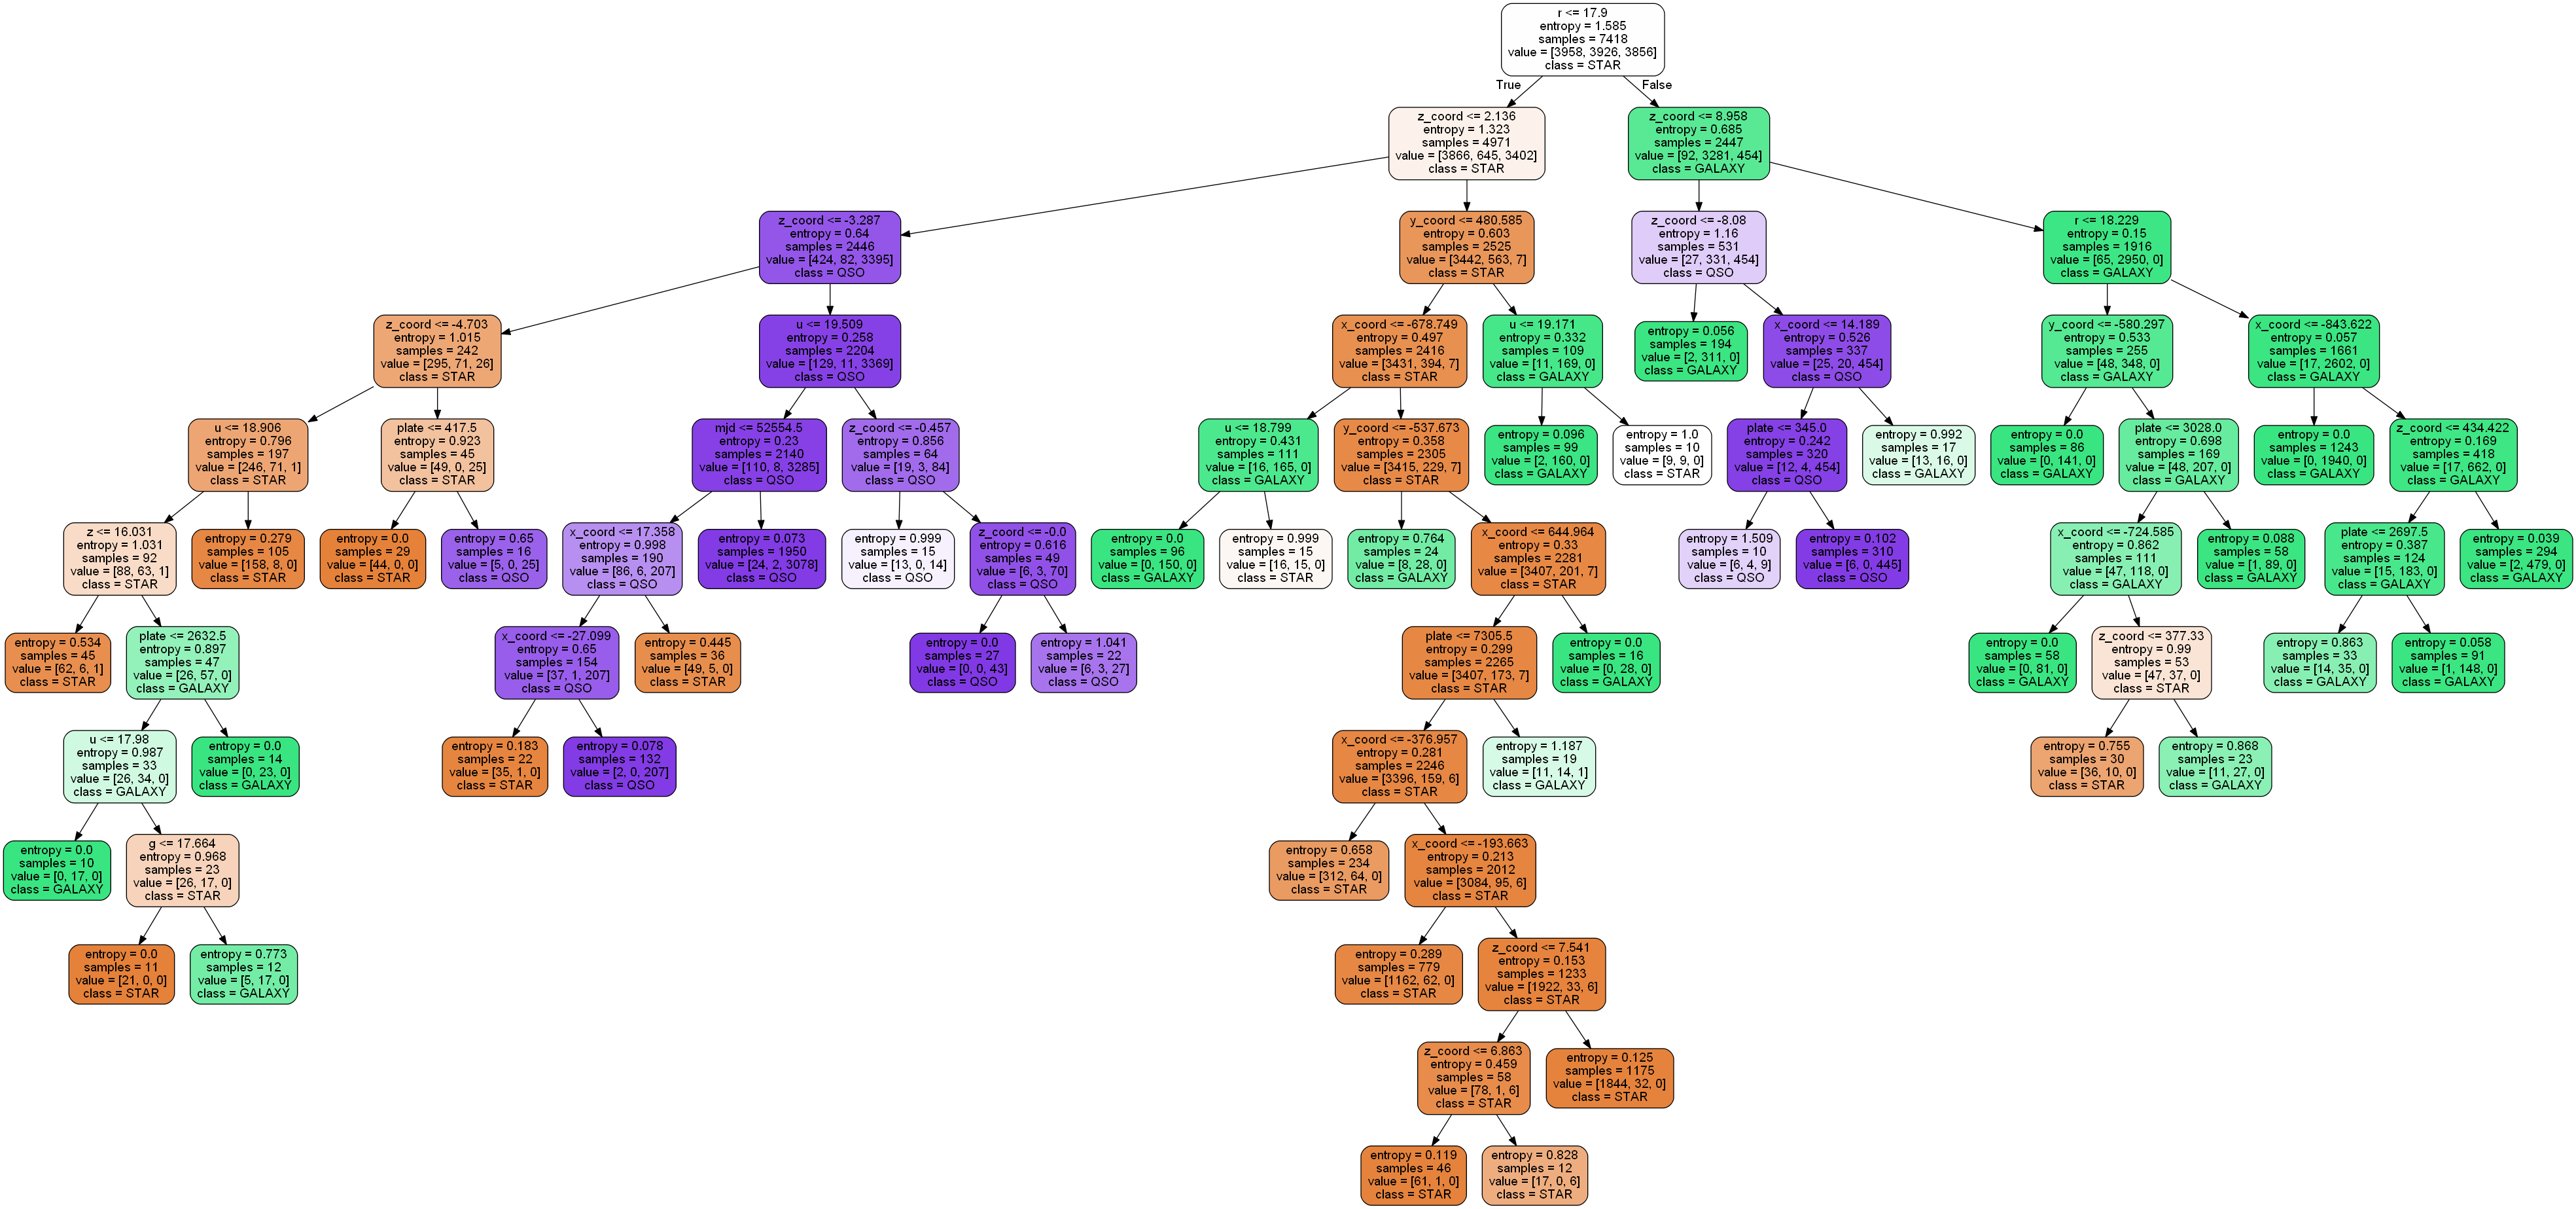 r <= 17.9
entropy = 1.585
samples = 7418
value = [3958, 3926, 3856]
class = STAR
True
False
z_coord <= 2.136
entropy = 1.323
samples = 4971
value = [3866, 645, 3402]
class = STAR
z_coord <= 8.958
entropy = 0.685
samples = 2447
value = [92, 3281, 454]
class = GALAXY
z_coord <= -3.287
entropy = 0.64
samples = 2446
value = [424, 82, 3395]
class = QSO
y_coord <= 480.585
entropy = 0.603
samples = 2525
value = [3442, 563, 7]
class = STAR
z_coord <= -8.08
entropy = 1.16
samples = 531
value = [27, 331, 454]
class = QSO
r <= 18.229
entropy = 0.15
samples = 1916
value = [65, 2950, 0]
class = GALAXY
z_coord <= -4.703
entropy = 1.015
samples = 242
value = [295, 71, 26]
class = STAR
u <= 19.509
entropy = 0.258
samples = 2204
value = [129, 11, 3369]
class = QSO
x_coord <= -678.749
entropy = 0.497
samples = 2416
value = [3431, 394, 7]
class = STAR
u <= 19.171
entropy = 0.332
samples = 109
value = [11, 169, 0]
class = GALAXY
entropy = 0.056
samples = 194
value = [2, 311, 0]
class = GALAXY
x_coord <= 14.189
entropy = 0.526
samples = 337
value = [25, 20, 454]
class = QSO
y_coord <= -580.297
entropy = 0.533
samples = 255
value = [48, 348, 0]
class = GALAXY
x_coord <= -843.622
entropy = 0.057
samples = 1661
value = [17, 2602, 0]
class = GALAXY
u <= 18.906
entropy = 0.796
samples = 197
value = [246, 71, 1]
class = STAR
plate <= 417.5
entropy = 0.923
samples = 45
value = [49, 0, 25]
class = STAR
mjd <= 52554.5
entropy = 0.23
samples = 2140
value = [110, 8, 3285]
class = QSO
z_coord <= -0.457
entropy = 0.856
samples = 64
value = [19, 3, 84]
class = QSO
u <= 18.799
entropy = 0.431
samples = 111
value = [16, 165, 0]
class = GALAXY
y_coord <= -537.673
entropy = 0.358
samples = 2305
value = [3415, 229, 7]
class = STAR
entropy = 0.096
samples = 99
value = [2, 160, 0]
class = GALAXY
entropy = 1.0
samples = 10
value = [9, 9, 0]
class = STAR
plate <= 345.0
entropy = 0.242
samples = 320
value = [12, 4, 454]
class = QSO
entropy = 0.992
samples = 17
value = [13, 16, 0]
class = GALAXY
entropy = 0.0
samples = 86
value = [0, 141, 0]
class = GALAXY
plate <= 3028.0
entropy = 0.698
samples = 169
value = [48, 207, 0]
class = GALAXY
entropy = 0.0
samples = 1243
value = [0, 1940, 0]
class = GALAXY
z_coord <= 434.422
entropy = 0.169
samples = 418
value = [17, 662, 0]
class = GALAXY
z <= 16.031
entropy = 1.031
samples = 92
value = [88, 63, 1]
class = STAR
entropy = 0.279
samples = 105
value = [158, 8, 0]
class = STAR
entropy = 0.0
samples = 29
value = [44, 0, 0]
class = STAR
entropy = 0.65
samples = 16
value = [5, 0, 25]
class = QSO
x_coord <= 17.358
entropy = 0.998
samples = 190
value = [86, 6, 207]
class = QSO
entropy = 0.073
samples = 1950
value = [24, 2, 3078]
class = QSO
entropy = 0.999
samples = 15
value = [13, 0, 14]
class = QSO
z_coord <= -0.0
entropy = 0.616
samples = 49
value = [6, 3, 70]
class = QSO
entropy = 0.0
samples = 96
value = [0, 150, 0]
class = GALAXY
entropy = 0.999
samples = 15
value = [16, 15, 0]
class = STAR
entropy = 0.764
samples = 24
value = [8, 28, 0]
class = GALAXY
x_coord <= 644.964
entropy = 0.33
samples = 2281
value = [3407, 201, 7]
class = STAR
entropy = 1.509
samples = 10
value = [6, 4, 9]
class = QSO
entropy = 0.102
samples = 310
value = [6, 0, 445]
class = QSO
x_coord <= -724.585
entropy = 0.862
samples = 111
value = [47, 118, 0]
class = GALAXY
entropy = 0.088
samples = 58
value = [1, 89, 0]
class = GALAXY
plate <= 2697.5
entropy = 0.387
samples = 124
value = [15, 183, 0]
class = GALAXY
entropy = 0.039
samples = 294
value = [2, 479, 0]
class = GALAXY
entropy = 0.534
samples = 45
value = [62, 6, 1]
class = STAR
plate <= 2632.5
entropy = 0.897
samples = 47
value = [26, 57, 0]
class = GALAXY
x_coord <= -27.099
entropy = 0.65
samples = 154
value = [37, 1, 207]
class = QSO
entropy = 0.445
samples = 36
value = [49, 5, 0]
class = STAR
entropy = 0.0
samples = 27
value = [0, 0, 43]
class = QSO
entropy = 1.041
samples = 22
value = [6, 3, 27]
class = QSO
plate <= 7305.5
entropy = 0.299
samples = 2265
value = [3407, 173, 7]
class = STAR
entropy = 0.0
samples = 16
value = [0, 28, 0]
class = GALAXY
entropy = 0.0
samples = 58
value = [0, 81, 0]
class = GALAXY
z_coord <= 377.33
entropy = 0.99
samples = 53
value = [47, 37, 0]
class = STAR
entropy = 0.863
samples = 33
value = [14, 35, 0]
class = GALAXY
entropy = 0.058
samples = 91
value = [1, 148, 0]
class = GALAXY
u <= 17.98
entropy = 0.987
samples = 33
value = [26, 34, 0]
class = GALAXY
entropy = 0.0
samples = 14
value = [0, 23, 0]
class = GALAXY
entropy = 0.183
samples = 22
value = [35, 1, 0]
class = STAR
entropy = 0.078
samples = 132
value = [2, 0, 207]
class = QSO
x_coord <= -376.957
entropy = 0.281
samples = 2246
value = [3396, 159, 6]
class = STAR
entropy = 1.187
samples = 19
value = [11, 14, 1]
class = GALAXY
entropy = 0.755
samples = 30
value = [36, 10, 0]
class = STAR
entropy = 0.868
samples = 23
value = [11, 27, 0]
class = GALAXY
entropy = 0.0
samples = 10
value = [0, 17, 0]
class = GALAXY
g <= 17.664
entropy = 0.968
samples = 23
value = [26, 17, 0]
class = STAR
entropy = 0.658
samples = 234
value = [312, 64, 0]
class = STAR
x_coord <= -193.663
entropy = 0.213
samples = 2012
value = [3084, 95, 6]
class = STAR
entropy = 0.0
samples = 11
value = [21, 0, 0]
class = STAR
entropy = 0.773
samples = 12
value = [5, 17, 0]
class = GALAXY
entropy = 0.289
samples = 779
value = [1162, 62, 0]
class = STAR
z_coord <= 7.541
entropy = 0.153
samples = 1233
value = [1922, 33, 6]
class = STAR
z_coord <= 6.863
entropy = 0.459
samples = 58
value = [78, 1, 6]
class = STAR
entropy = 0.125
samples = 1175
value = [1844, 32, 0]
class = STAR
entropy = 0.119
samples = 46
value = [61, 1, 0]
class = STAR
entropy = 0.828
samples = 12
value = [17, 0, 6]
class = STAR